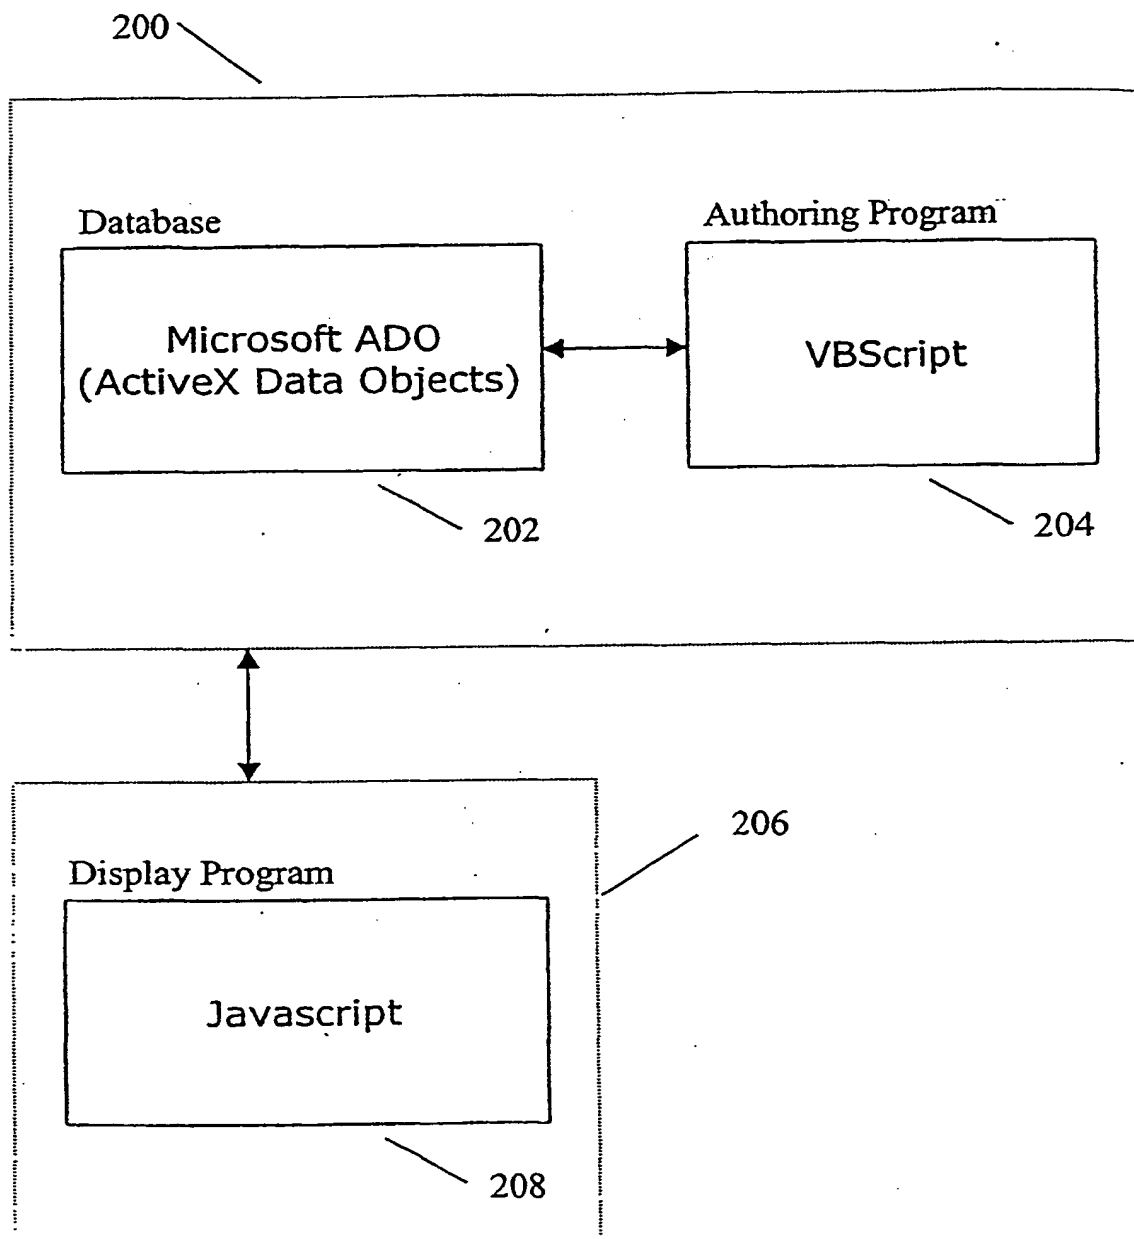 200
Database
Authoring Program
Microsoft ADO
(ActiveX Data Objects)
VBScript
202
204
206
Display Program
Javascript
208